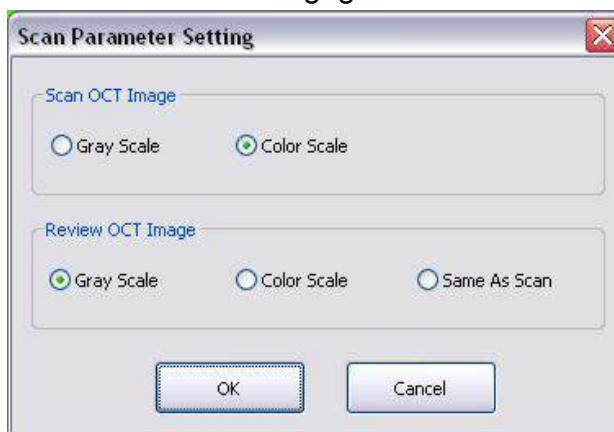 Scan Parameter Setting
Scan OCT Image
Gray Scale Color Scale
Review OCT Image
Gray Scale Color Scale Same As Scan
OK Cancel